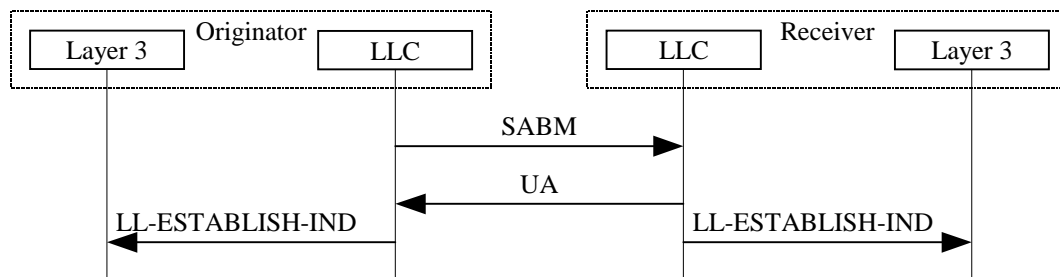 Originator
Receiver
Layer 3
LLC
LLC
Layer 3
SABM
UA
LL-ESTABLISH-IND
LL-ESTABLISH-IND